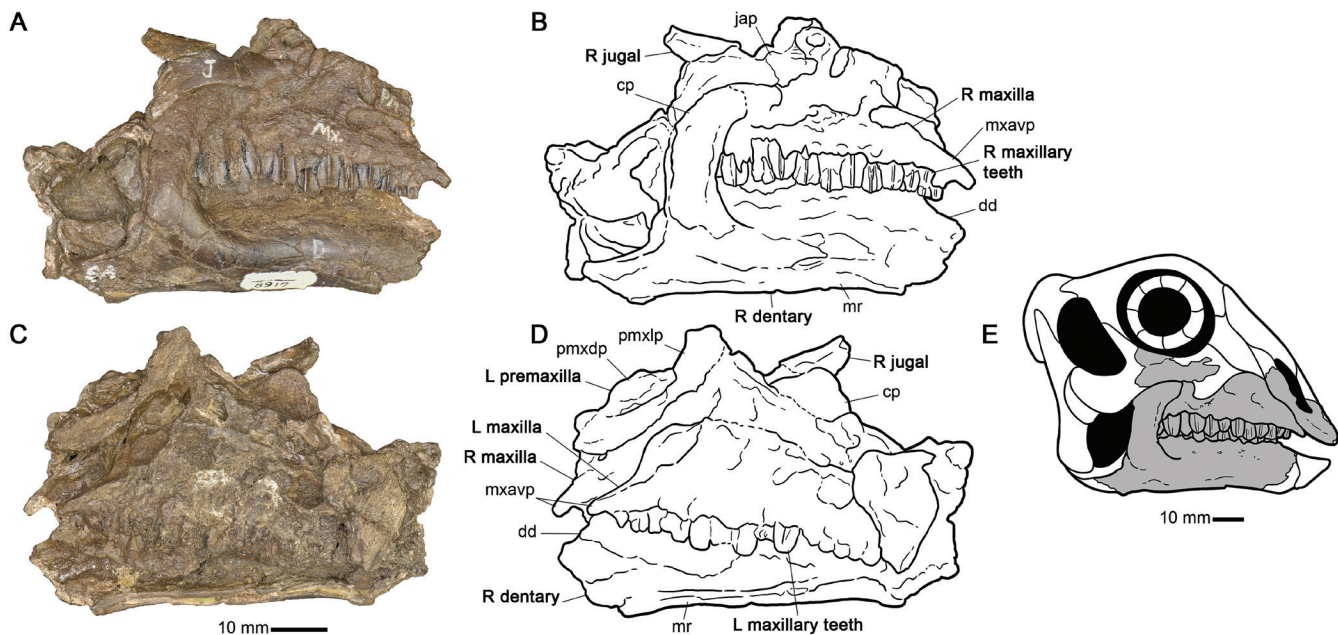 A
J
Mx
D
SA
8917
B
jap
R jugal
cp
R maxilla
mxavp
R maxillary
teeth
dd
mr
R dentary
C
10 mm
D
pmxlp
pmxdp
L premaxilla
R jugal
cp
L maxilla
R maxilla
mxavp
dd
R dentary
mr
L maxillary teeth
E
10 mm